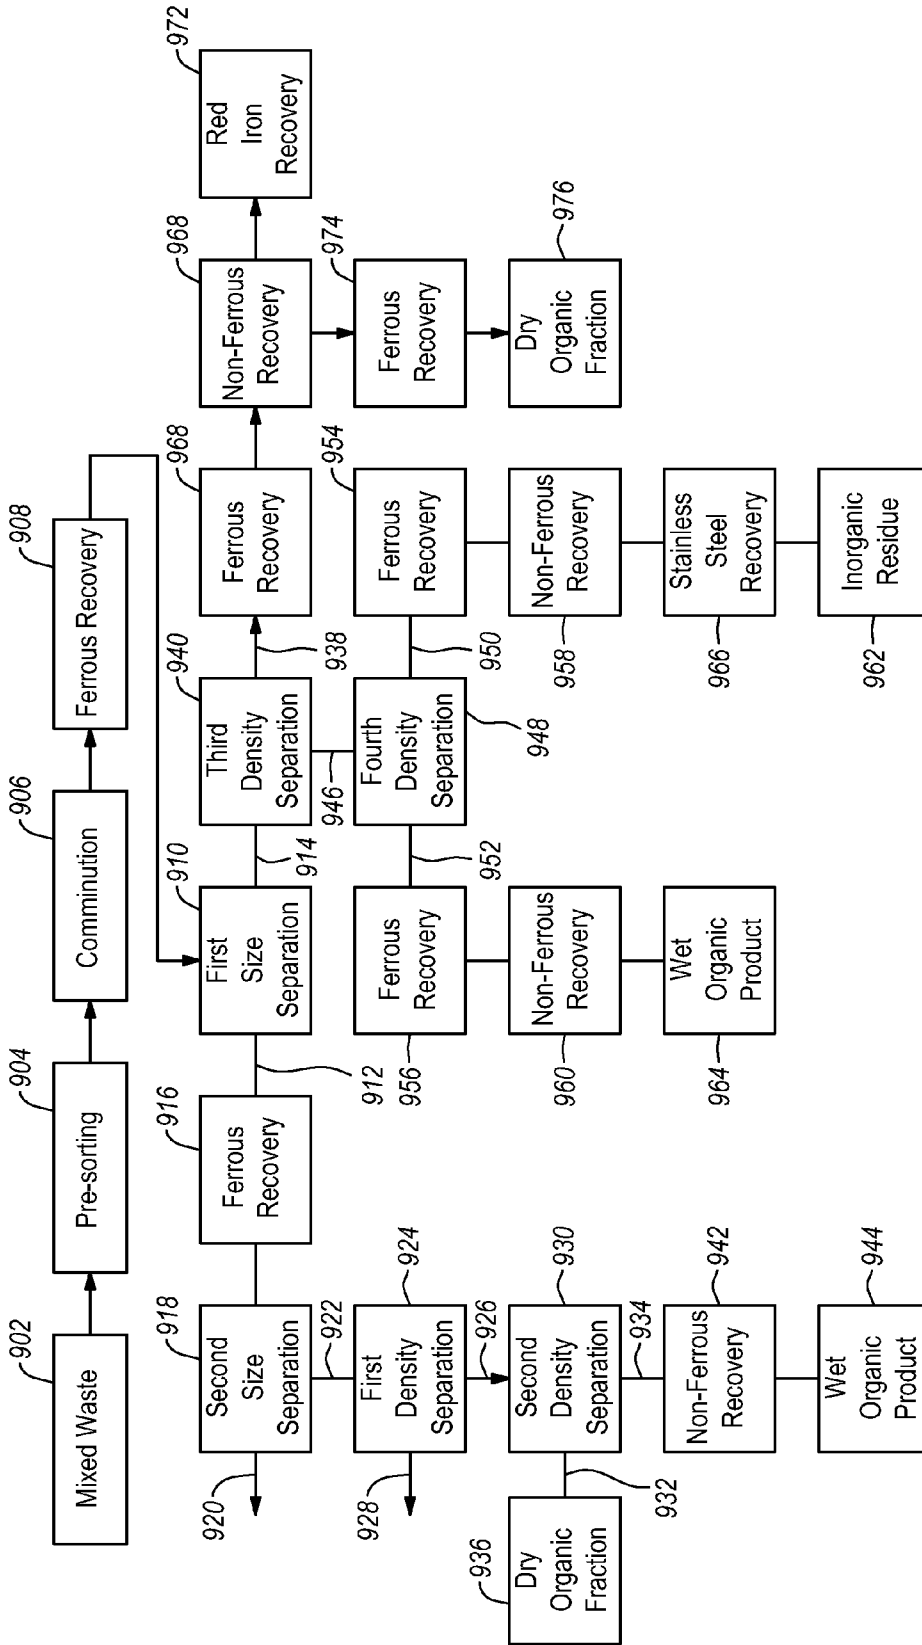 902
Mixed Waste
904
Pre-sorting
906
Comminution
908
Ferrous Recovery
918
Second
Size
Separation
920
916
Ferrous
Recovery
912
910
First
Size
Separation
914
940
Third
Density
Separation
938
968
Ferrous
Recovery
968
Non-Ferrous
Recovery
972
Red
Iron
Recovery
922
924
First
Density
Separation
928
926
956
Ferrous
Recovery
952
946
Fourth
Density
Separation
948
950
954
Ferrous
Recovery
974
Ferrous
Recovery
936
Dry
Organic
Fraction
932
930
Second
Density
Separation
934
960
Non-Ferrous
Recovery
958
Non-Ferrous
Recovery
976
Dry
Organic
Fraction
942
Non-Ferrous
Recovery
964
Wet
Organic
Product
966
Stainless
Steel
Recovery
944
Wet
Organic
Product
962
Inorganic
Residue